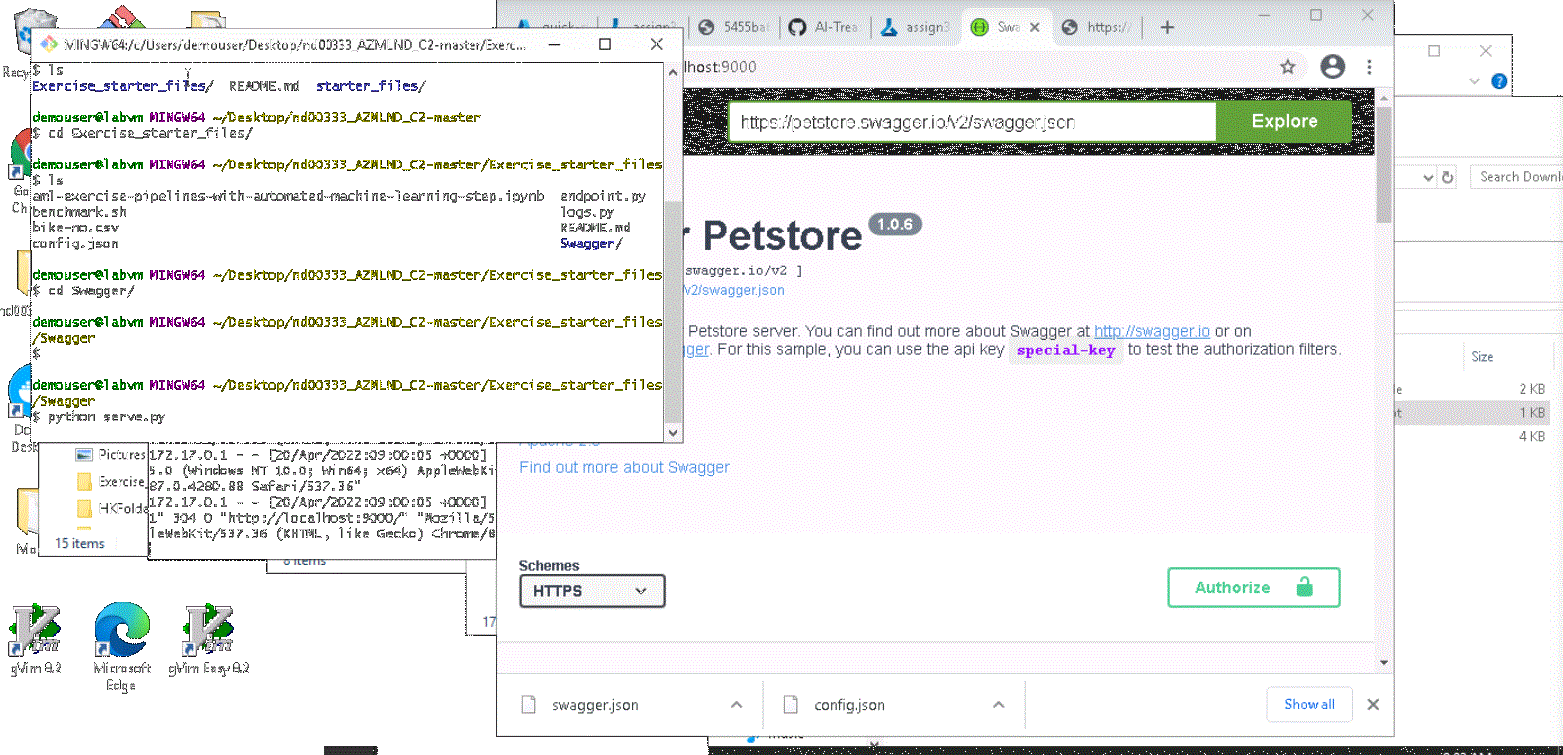 MINGW64:/c/Users/demouser/Desktop/nd00333_AZMLND_C2-master/Exerc...
$ ls
Exercise_starter_files/ README.md starter_files/
demouser@labvm MINGW64 ~/Desktop/nd00333_AZMLND_C2-master
$ cd Exercise_starter_files/
demouser@labvm MINGW64 ~/Desktop/nd00333_AZMLND_C2-master/Exercise_starter_files
$ ls
aml-exercise-pipelines-with-automated-machine-learning-step.ipynb endpoint.py
benchmark.sh logs.py
bike-no.csv README.md
config.json Swagger/
demouser@labvm MINGW64 ~/Desktop/nd00333_AZMLND_C2-master/Exercise_starter_files
$ cd Swagger/
demouser@labvm MINGW64 ~/Desktop/nd00333_AZMLND_C2-master/Exercise_starter_files
/Swagger
$
demouser@labvm MINGW64 ~/Desktop/nd00333_AZMLND_C2-master/Exercise_starter_files
/Swagger
$ python serve.py
Pictures
Exercise
HKFolde
15 items
172.17.0.1 - - [20/Apr/2022:09:00:05 +0000]
5.0 (Windows NT 10.0; Win64; x64) AppleWebKit
87.0.4280.88 Safari/537.36"
172.17.0.1 - - [20/Apr/2022:09:00:05 +0000]
1" 304 0 "http://localhost:9000/" "Mozilla/5
leWebKit/537.36 (KHTML, like Gecko) Chrome/8
8 items
17
gVim 8.2
Microsoft
Edge
gVim Easy 8.2
quick-s
assign3
5455bal
AI-Trea
assign3
Swa
https://
lhost:9000
https://petstore.swagger.io/v2/swagger.json
Explore
r Petstore 1.0.6
swagger.io/v2 ]
v2/swagger.json
Petstore server. You can find out more about Swagger at http://swagger.io or on
gger. For this sample, you can use the api key special-key to test the authorization filters.
Apache 2.0
Find out more about Swagger
Schemes
HTTPS
Authorize
swagger.json
config.json
Show all
Search Downl
Size
2 KB
1 KB
4 KB